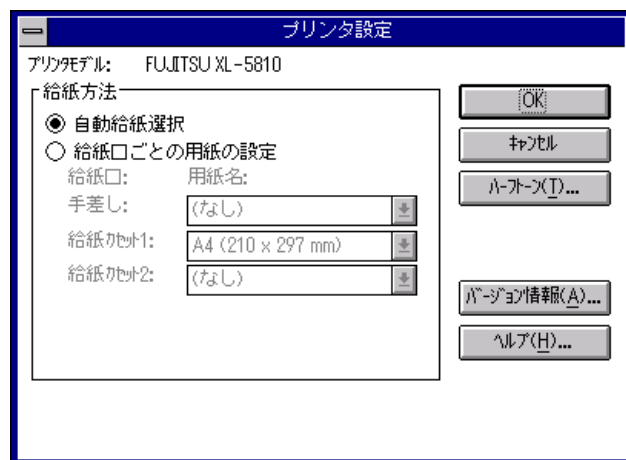 プリンタ設定
ﾌﾟﾘﾝﾀﾓﾃﾞﾙ: FUJITSU XL-5810
給紙方法
自動給紙選択
給紙口ごとの用紙の設定
給紙口: 用紙名:
手差し: (なし)
給紙ｶｾｯﾄ1: A4 (210 x 297 mm)
給紙ｶｾｯﾄ2: (なし)
OK
ｷｬﾝｾﾙ
ﾊｰﾌﾄｰﾝ(T)...
ﾊﾞｰｼﾞｮﾝ情報(A)...
ﾍﾙﾌﾟ(H)...